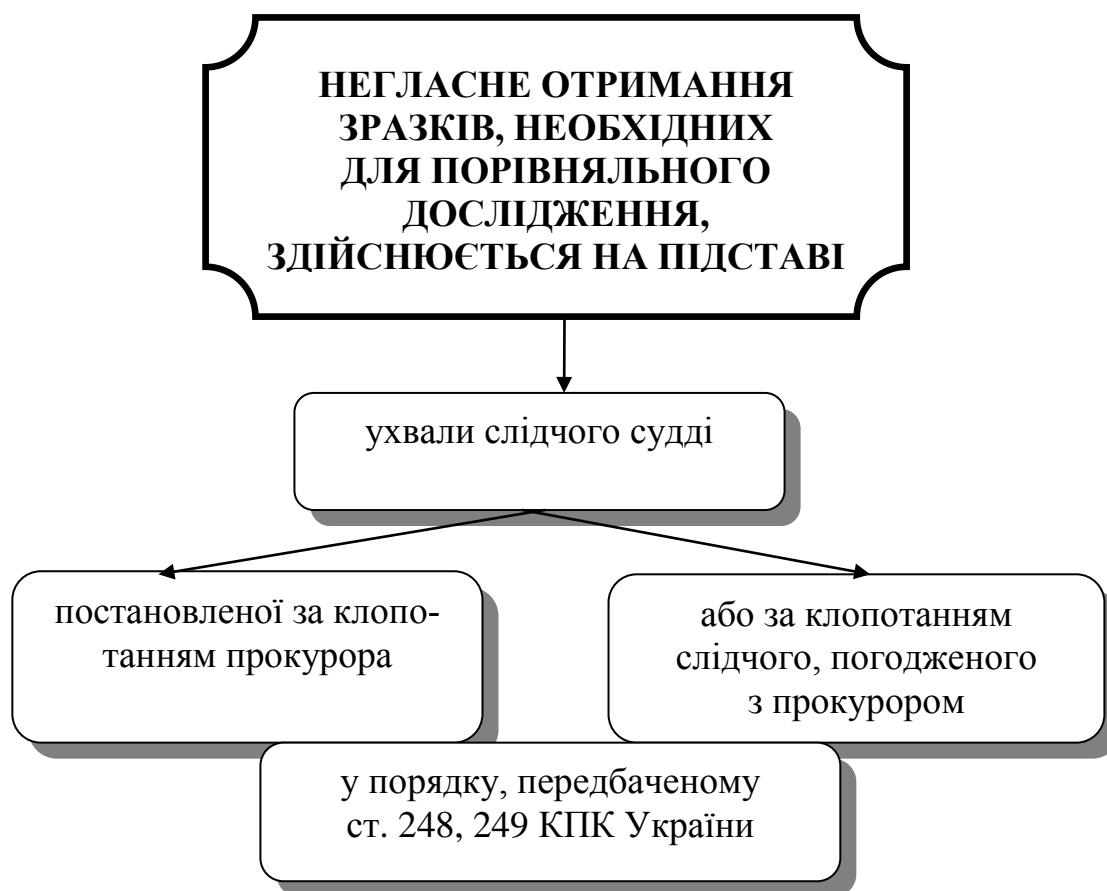 НЕГЛАСНЕ ОТРИМАННЯ
ЗРАЗКІВ, НЕОБХІДНИХ
ДЛЯ ПОРІВНЯЛЬНОГО
ДОСЛІДЖЕННЯ,
ЗДІЙСНЮЄТЬСЯ НА ПІДСТАВІ
ухвали слідчого судді
постановленої за клопо-
танням прокурора
або за клопотанням
слідчого, погодженого
з прокурором
у порядку, передбаченому
ст. 248, 249 КПК України